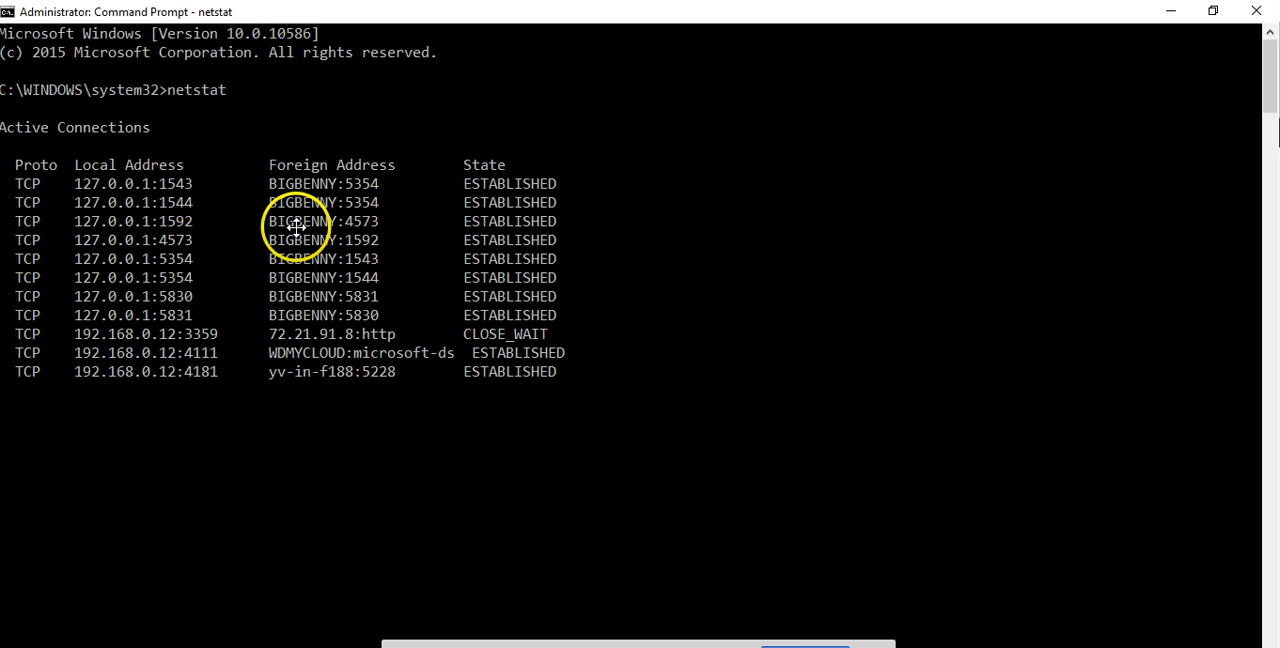 Administrator: Command Prompt - netstat
Microsoft Windows [Version 10.0.10586]
(c) 2015 Microsoft Corporation. All rights reserved.
C:\WINDOWS\system32>netstat
Active Connections
Proto Local Address Foreign Address State
TCP 127.0.0.1:1543 BIGBENNY:5354 ESTABLISHED
TCP 127.0.0.1:1544 BIGBENNY:5354 ESTABLISHED
TCP 127.0.0.1:1592 BIGBENNY:4573 ESTABLISHED
TCP 127.0.0.1:4573 BIGBENNY:1592 ESTABLISHED
TCP 127.0.0.1:5354 BIGBENNY:1543 ESTABLISHED
TCP 127.0.0.1:5354 BIGBENNY:1544 ESTABLISHED
TCP 127.0.0.1:5830 BIGBENNY:5831 ESTABLISHED
TCP 127.0.0.1:5831 BIGBENNY:5830 ESTABLISHED
TCP 192.168.0.12:3359 72.21.91.8:http CLOSE_WAIT
TCP 192.168.0.12:4111 WDMYCLOUD:microsoft-ds ESTABLISHED
TCP 192.168.0.12:4181 yv-in-f188:5228 ESTABLISHED